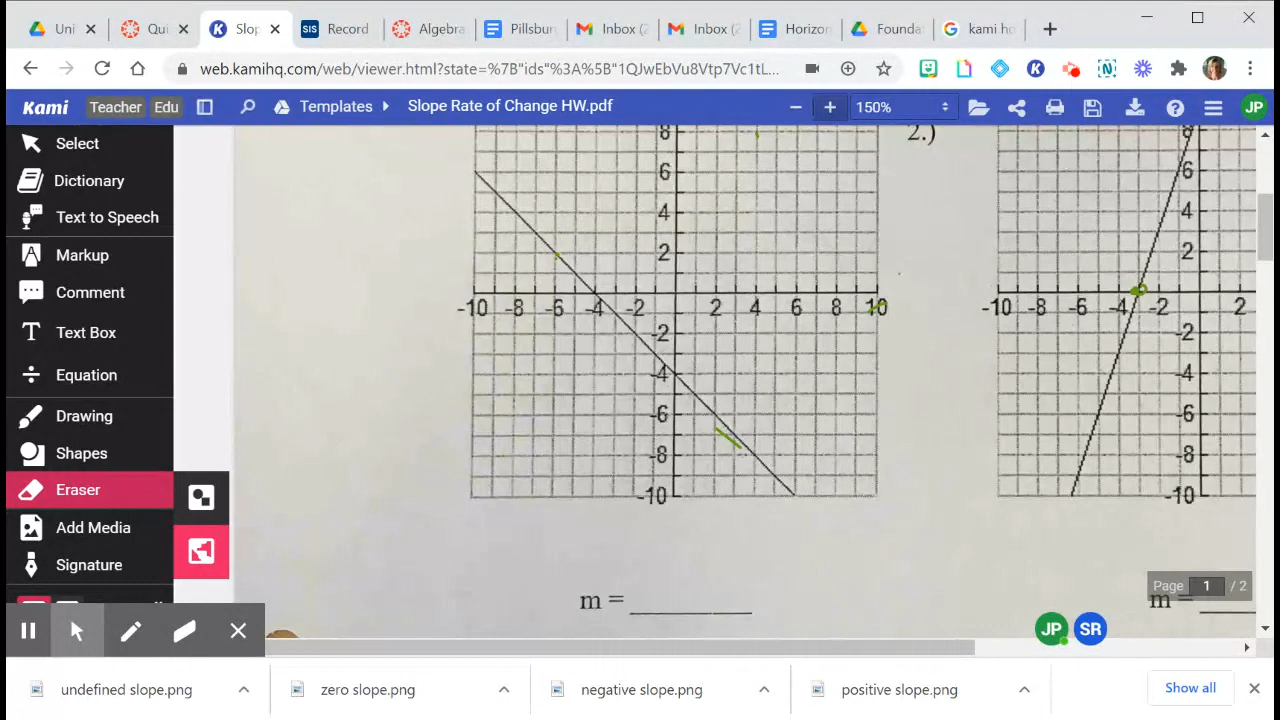 Uni
Qui
Slop
SIS Record
Algebra
Pillsbur
Inbox (2
Inbox (2
Horizon
Founda
kami ho
web.kamihq.com/web/viewer.html?state=%7B"ids"%3A%5B"1QJwEbVu8Vtp7Vc1tL...
Kami Teacher Edu Templates Slope Rate of Change HW.pdf 150% JP
Select
Dictionary
Text to Speech
Markup
Comment
Text Box
Equation
Drawing
Shapes
Eraser
Add Media
Signature
8
6
4
2
-10 -8 -6 -4 -2 2 4 6 8 10
-2
-4
-6
-8
-10
m =
2.)
8
6
4
2
-10 -8 -6 -4 -2 2
-2
-4
-6
-8
-10
m =
Page 1 / 2
JP SR
undefined slope.png
zero slope.png
negative slope.png
positive slope.png
Show all